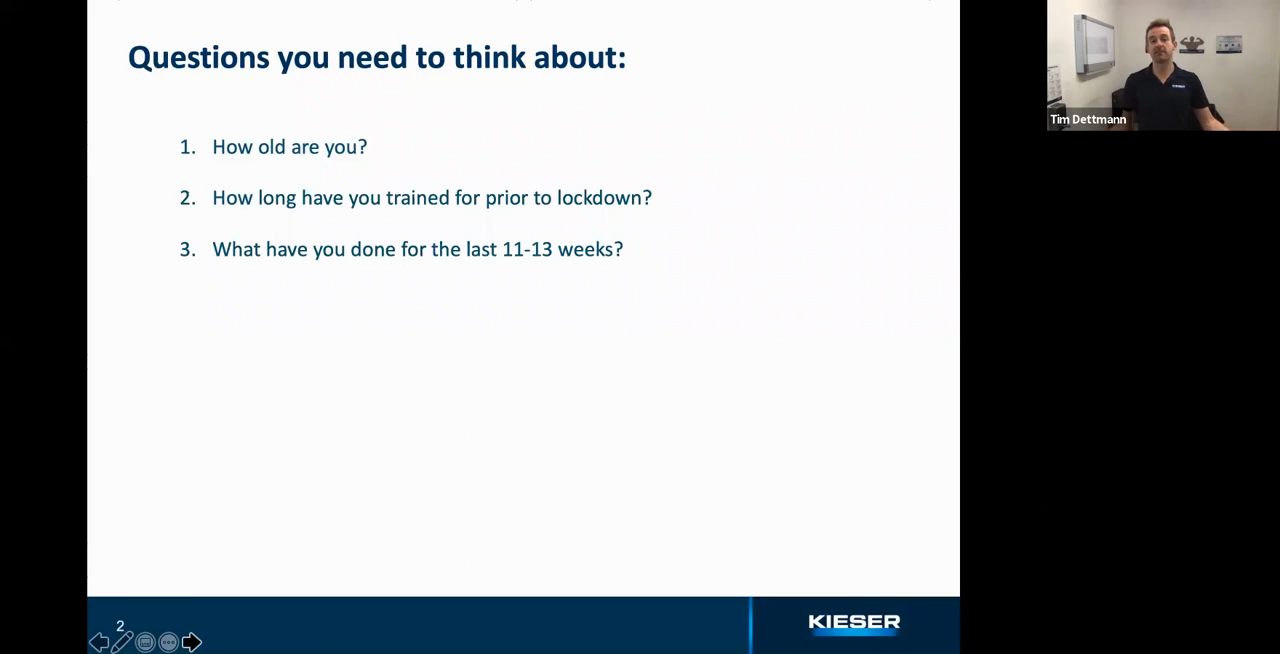 Questions you need to think about:
1. How old are you?
2. How long have you trained for prior to lockdown?
3. What have you done for the last 11-13 weeks?
Tim Dettmann
2
KIESER